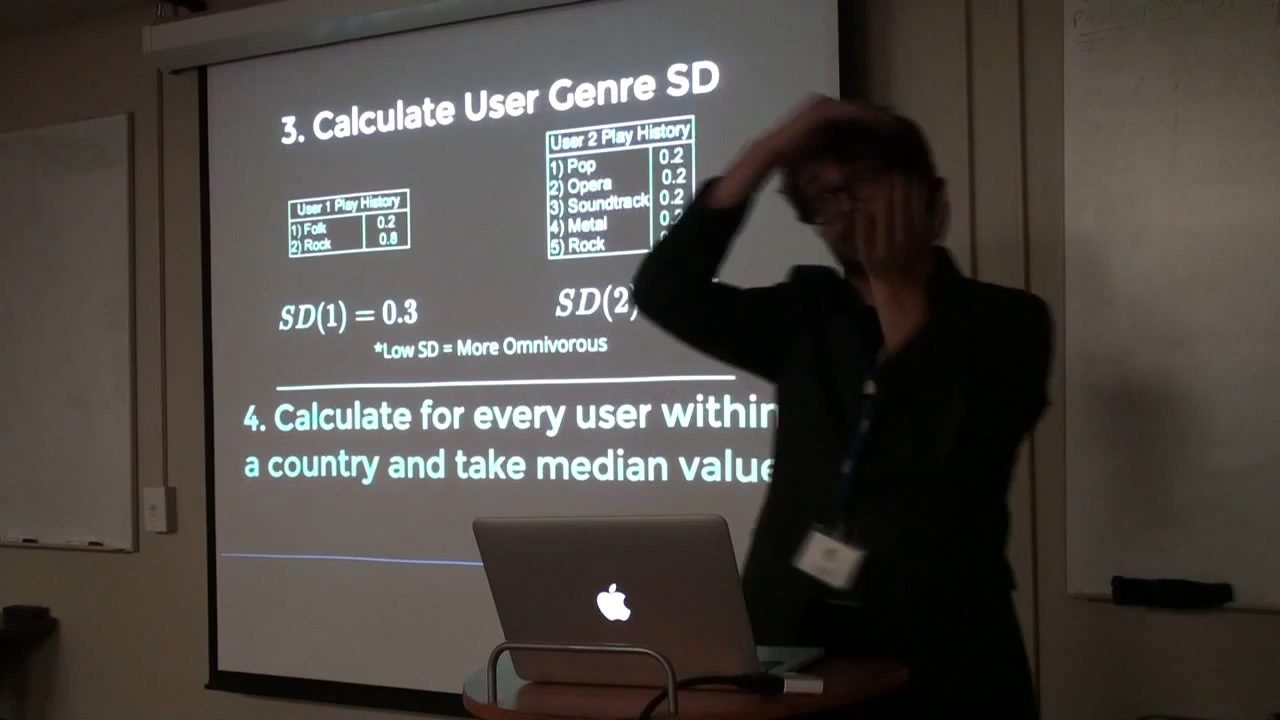 3. Calculate User Genre SD
User 1 Play History
1) Folk 0.2
2) Rock 0.8
User 2 Play History
1) Pop 0.2
2) Opera 0.2
3) Soundtrack 0.2
4) Metal 0.2
5) Rock
SD(1) = 0.3
SD(2)
*Low SD = More Omnivorous
4. Calculate for every user within
a country and take median value